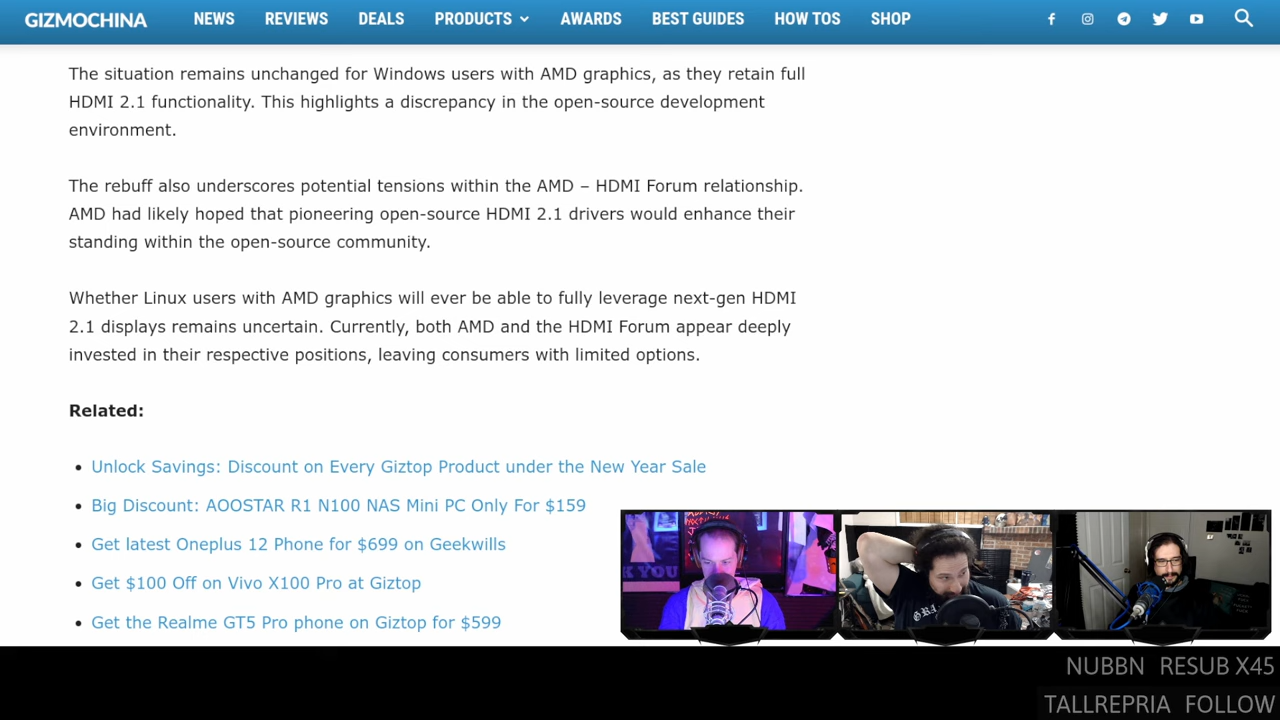 GIZMOCHINA NEWS REVIEWS DEALS PRODUCTS AWARDS BEST GUIDES HOW TOS SHOP
The situation remains unchanged for Windows users with AMD graphics, as they retain full
HDMI 2.1 functionality. This highlights a discrepancy in the open-source development
environment.
The rebuff also underscores potential tensions within the AMD – HDMI Forum relationship.
AMD had likely hoped that pioneering open-source HDMI 2.1 drivers would enhance their
standing within the open-source community.
Whether Linux users with AMD graphics will ever be able to fully leverage next-gen HDMI
2.1 displays remains uncertain. Currently, both AMD and the HDMI Forum appear deeply
invested in their respective positions, leaving consumers with limited options.
Related:
• Unlock Savings: Discount on Every Giztop Product under the New Year Sale
• Big Discount: AOOSTAR R1 N100 NAS Mini PC Only For $159
• Get latest Oneplus 12 Phone for $699 on Geekwills
• Get $100 Off on Vivo X100 Pro at Giztop
• Get the Realme GT5 Pro phone on Giztop for $599
NUBBN RESUB X45
TALLREPRIA FOLLOW